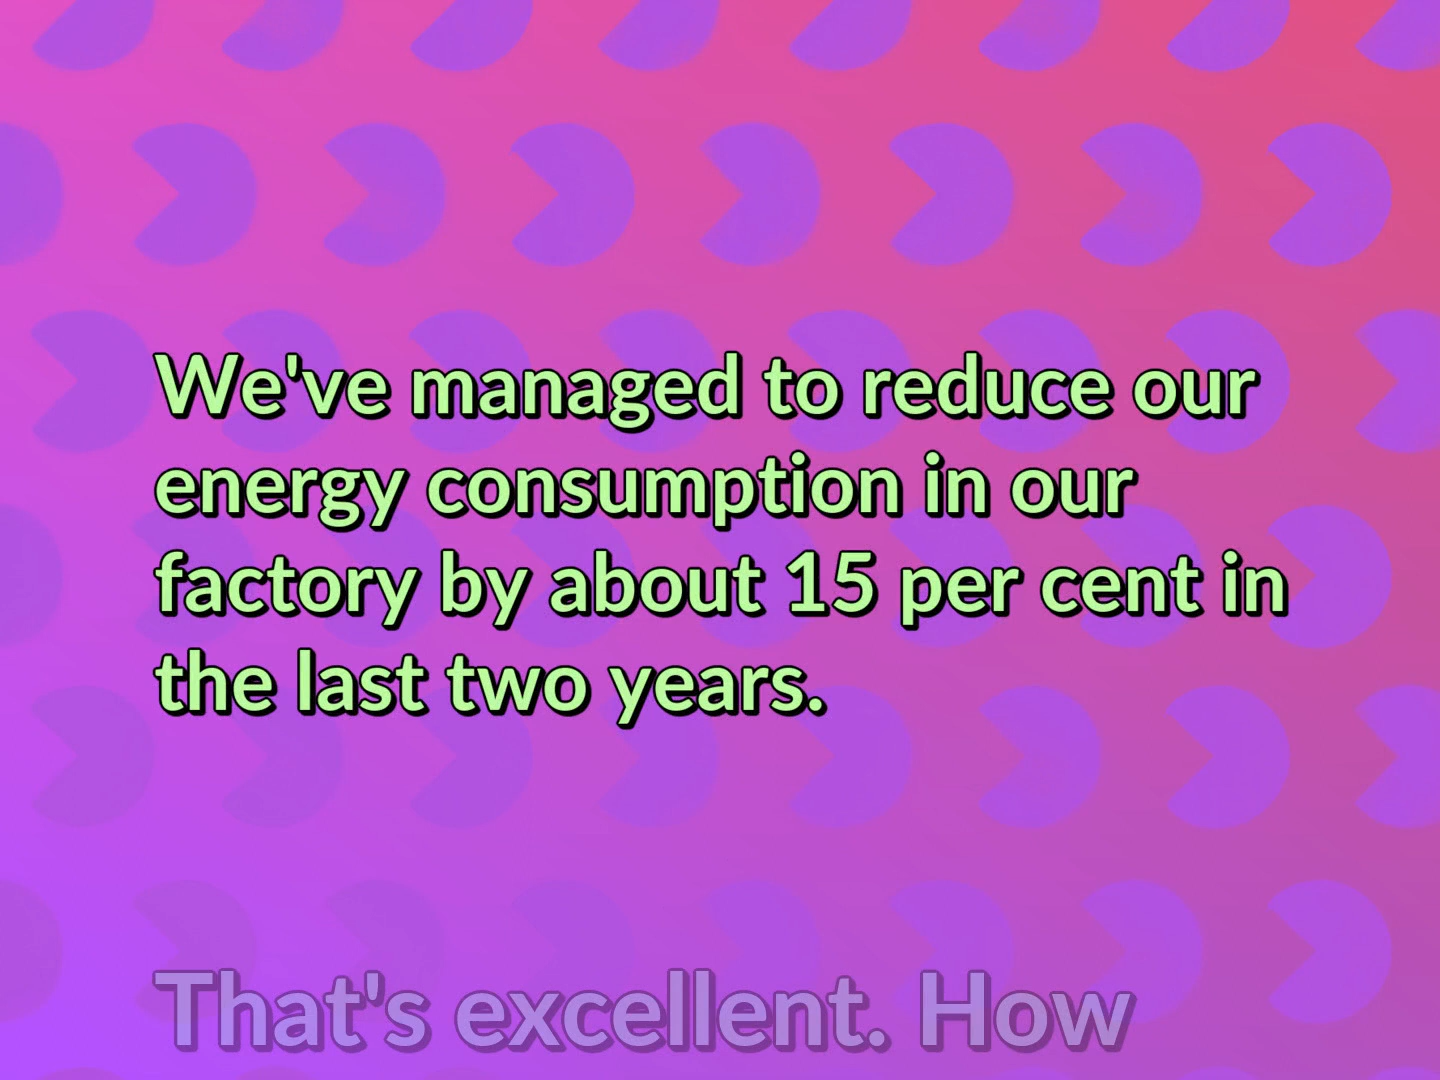 We've managed to reduce our
energy consumption in our
factory by about 15 per cent in
the last two years.
That's excellent. How